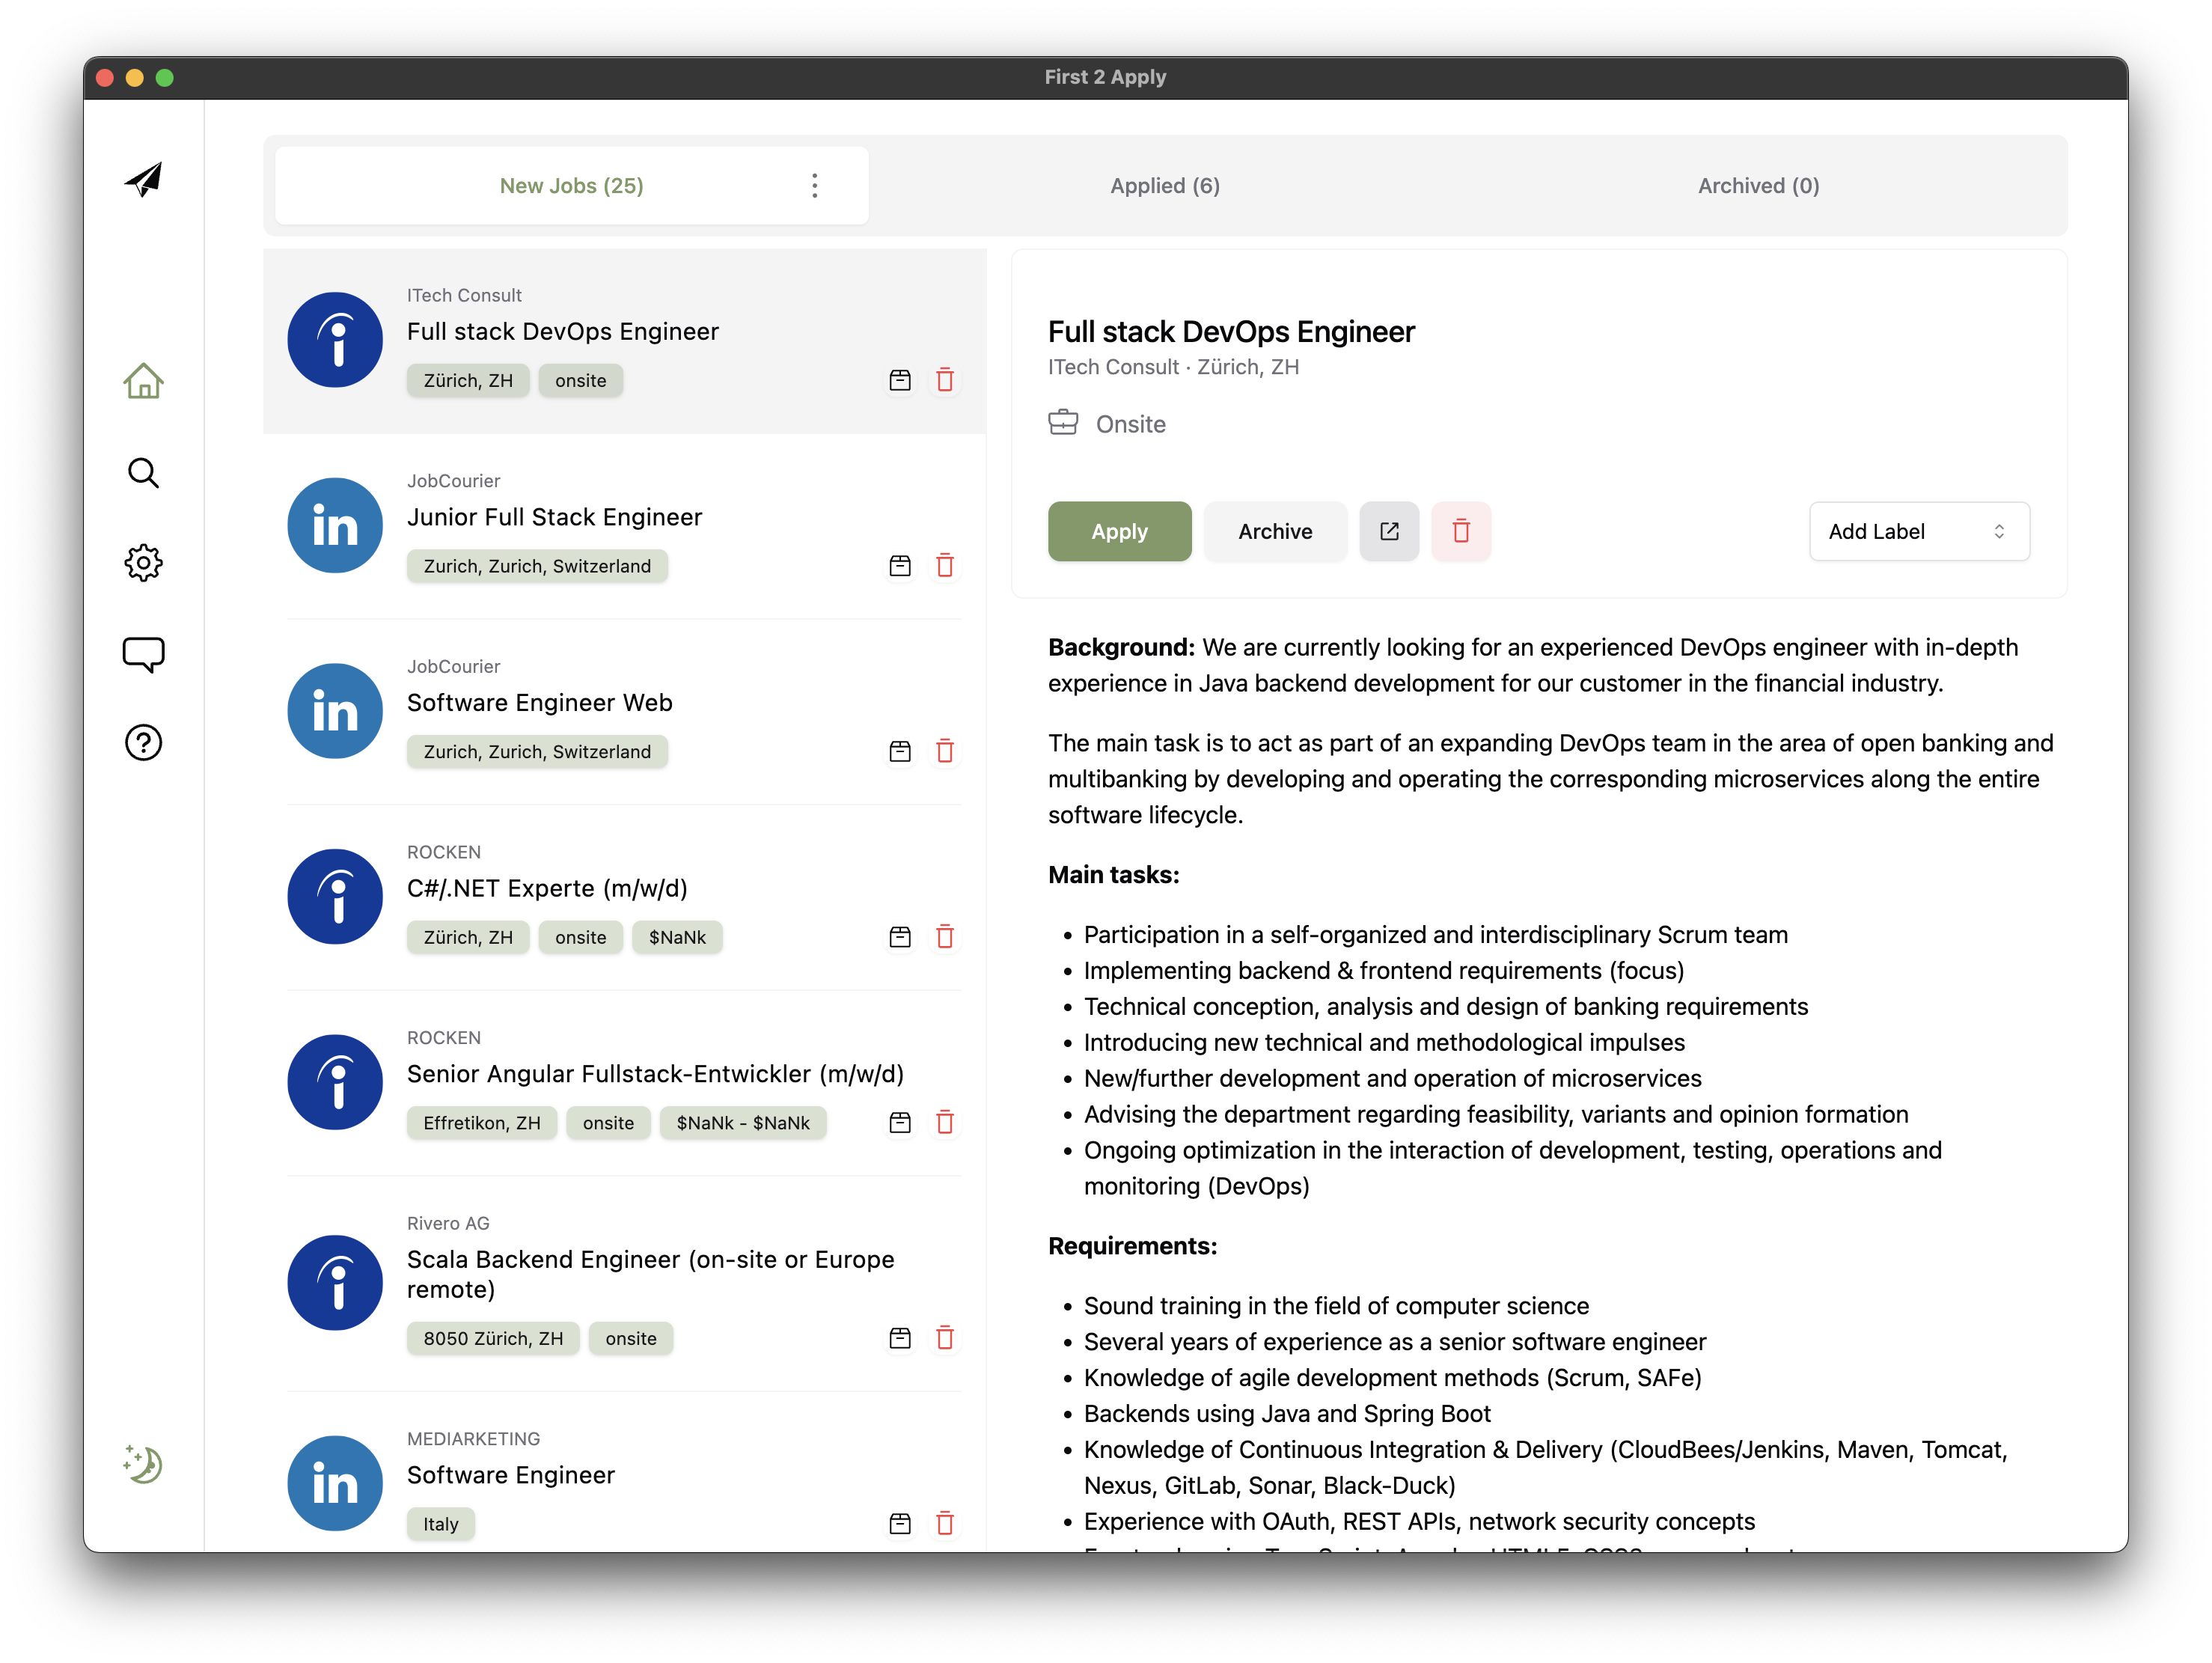 First 2 Apply
New Jobs (25)
Applied (6)
Archived (0)
ITech Consult
Full stack DevOps Engineer
Zürich, ZH
onsite
JobCourier
Junior Full Stack Engineer
Zurich, Zurich, Switzerland
JobCourier
Software Engineer Web
Zurich, Zurich, Switzerland
ROCKEN
C#/.NET Experte (m/w/d)
Zürich, ZH
onsite
$NaNk
ROCKEN
Senior Angular Fullstack-Entwickler (m/w/d)
Effretikon, ZH
onsite
$NaNk - $NaNk
Rivero AG
Scala Backend Engineer (on-site or Europe
remote)
8050 Zürich, ZH
onsite
MEDIARKETING
Software Engineer
Italy
Full stack DevOps Engineer
ITech Consult · Zürich, ZH
Onsite
Apply
Archive
Add Label
Background: We are currently looking for an experienced DevOps engineer with in-depth
experience in Java backend development for our customer in the financial industry.
The main task is to act as part of an expanding DevOps team in the area of open banking and
multibanking by developing and operating the corresponding microservices along the entire
software lifecycle.
Main tasks:
• Participation in a self-organized and interdisciplinary Scrum team
• Implementing backend & frontend requirements (focus)
• Technical conception, analysis and design of banking requirements
• Introducing new technical and methodological impulses
• New/further development and operation of microservices
• Advising the department regarding feasibility, variants and opinion formation
• Ongoing optimization in the interaction of development, testing, operations and
monitoring (DevOps)
Requirements:
• Sound training in the field of computer science
• Several years of experience as a senior software engineer
• Knowledge of agile development methods (Scrum, SAFe)
• Backends using Java and Spring Boot
• Knowledge of Continuous Integration & Delivery (CloudBees/Jenkins, Maven, Tomcat,
Nexus, GitLab, Sonar, Black-Duck)
• Experience with OAuth, REST APIs, network security concepts